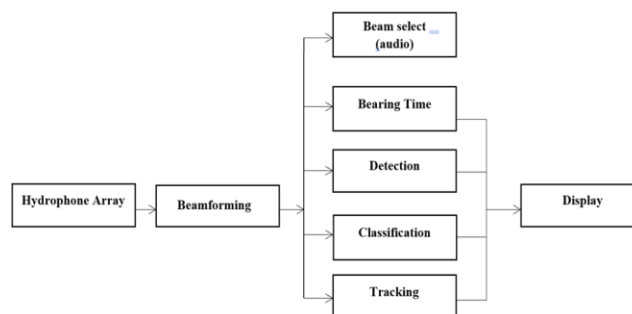 Beam select
(audio)
Bearing Time
Detection
Hydrophone Array
Beamforming
Display
Classification
Tracking